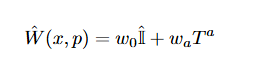 Ŵ(x, p) = w₀𝕀̂ + wₐTᵃ